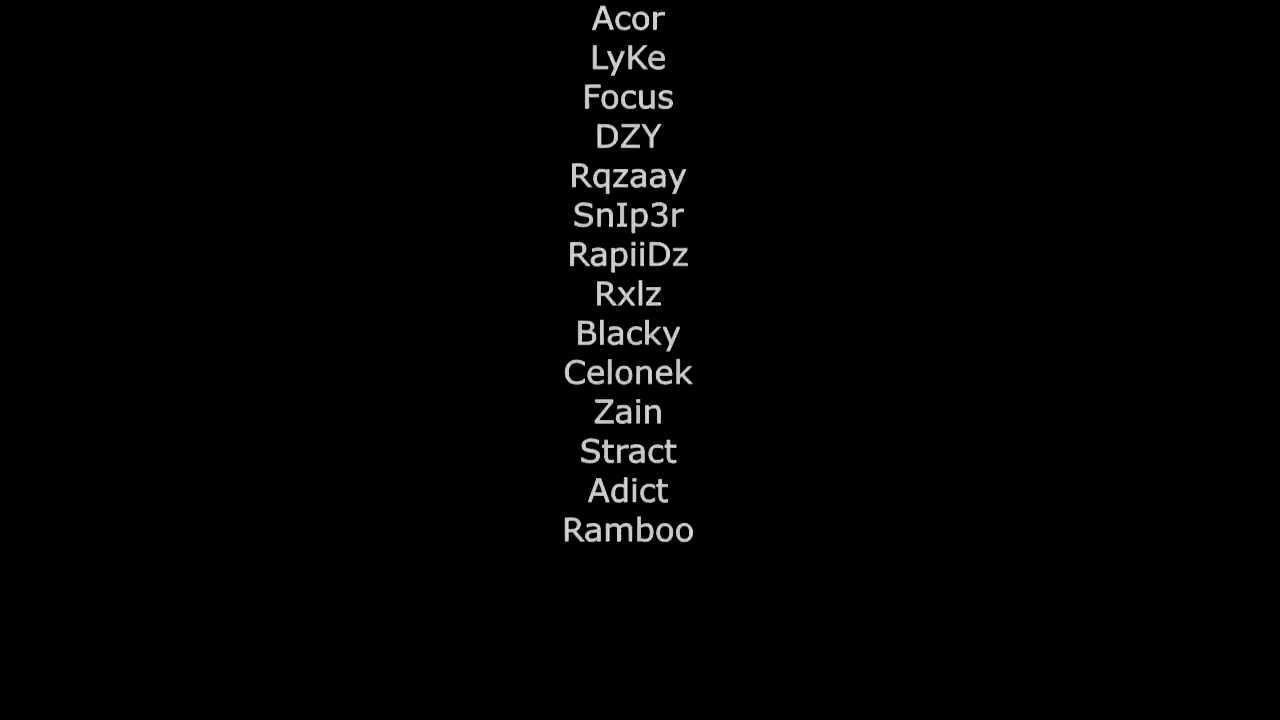 Acor
LyKe
Focus
DZY
Rqzaay
SnIp3r
RapiiDz
Rxlz
Blacky
Celonek
Zain
Stract
Adict
Ramboo